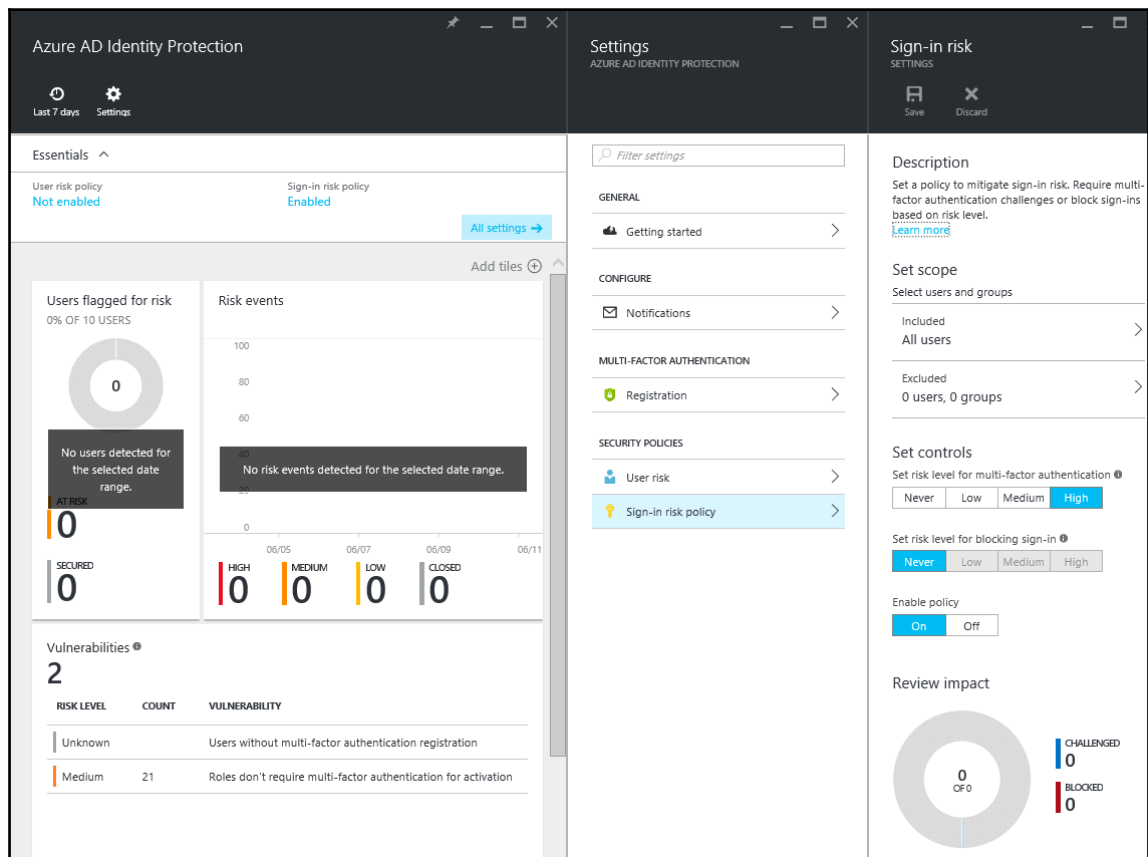 Azure AD Identity Protection
Last 7 days
Settings
Essentials
User risk policy
Not enabled
Sign-in risk policy
Enabled
All settings
Add tiles
Users flagged for risk
0% OF 10 USERS
0
No users detected for
the selected date
range.
AT RISK
0
SECURED
0
Risk events
100
80
60
40
No risk events detected for the selected date range.
20
0
06/05
06/07
06/09
06/11
HIGH
0
MEDIUM
0
LOW
0
CLOSED
0
Vulnerabilities
2
RISK LEVEL COUNT VULNERABILITY
Unknown Users without multi-factor authentication registration
Medium 21 Roles don't require multi-factor authentication for activation
Settings
AZURE AD IDENTITY PROTECTION
Filter settings
GENERAL
Getting started
CONFIGURE
Notifications
MULTI-FACTOR AUTHENTICATION
Registration
SECURITY POLICIES
User risk
Sign-in risk policy
Sign-in risk
SETTINGS
Save
Discard
Description
Set a policy to mitigate sign-in risk. Require multi-
factor authentication challenges or block sign-ins
based on risk level.
Learn more
Set scope
Select users and groups
Included
All users
Excluded
0 users, 0 groups
Set controls
Set risk level for multi-factor authentication
Never Low Medium High
Set risk level for blocking sign-in
Never Low Medium High
Enable policy
On Off
Review impact
0
OF 0
CHALLENGED
0
BLOCKED
0